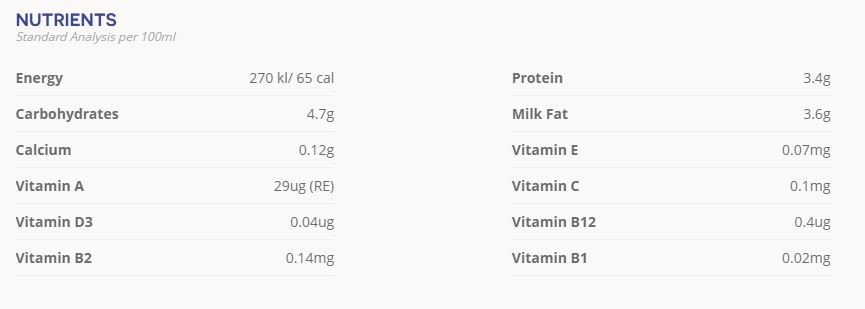 NUTRIENTS
Standard Analysis per 100ml
Energy 270 kl/ 65 cal
Protein 3.4g
Carbohydrates 4.7g
Milk Fat 3.6g
Calcium 0.12g
Vitamin E 0.07mg
Vitamin A 29ug (RE)
Vitamin C 0.1mg
Vitamin D3 0.04ug
Vitamin B12 0.4ug
Vitamin B2 0.14mg
Vitamin B1 0.02mg